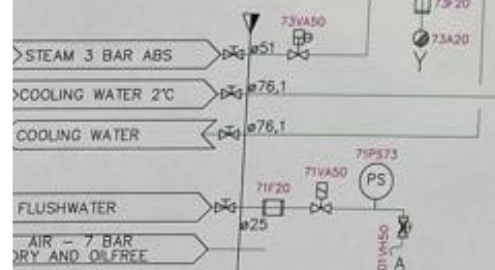 73F20
73VA50
73A20
STEAM 3 BAR ABS
ø51
COOLING WATER 2°C
ø76,1
COOLING WATER
ø76,1
71PS73
71VA50
PS
71F20
FLUSHWATER
ø25
01VH50
AIR - 7 BAR
DRY AND OILFREE
A